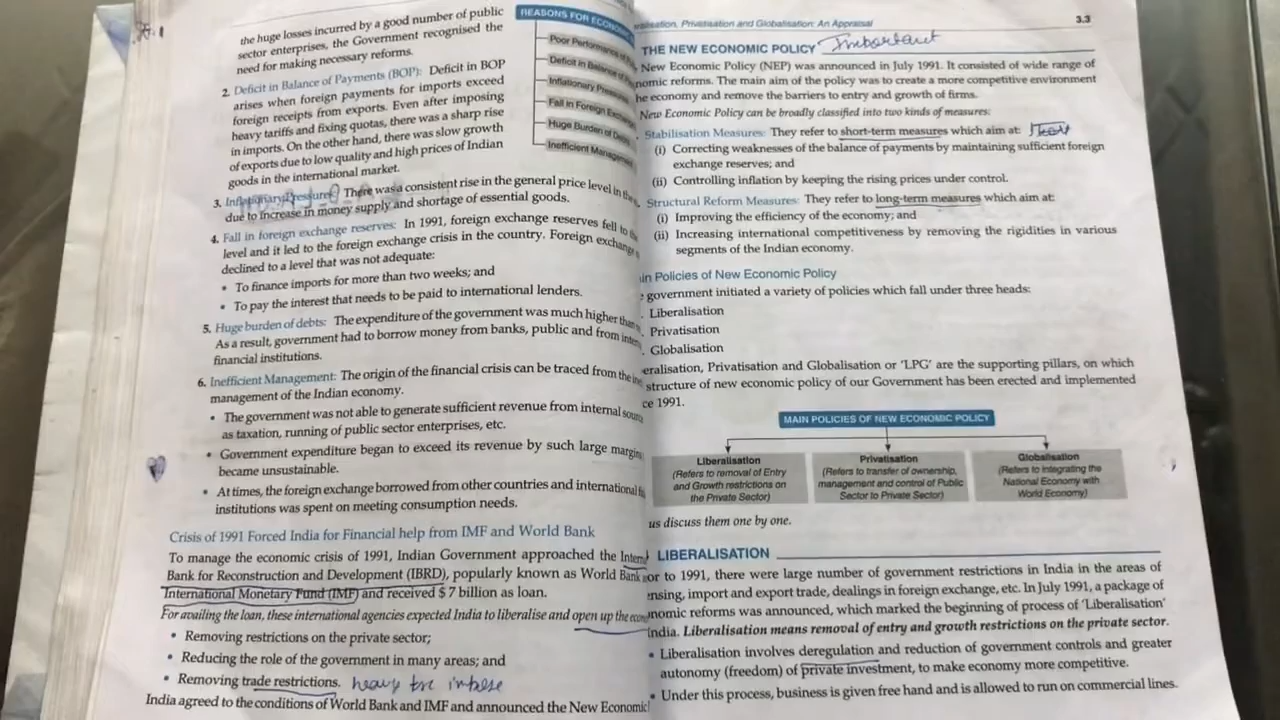 the huge losses incurred by a good number of public
sector enterprises, the Government recognised the
need for making necessary reforms.
2. Deficit in Balance of Payments (BOP): Deficit in BOP
arises when foreign payments for imports exceed
foreign receipts from exports. Even after imposing
heavy tariffs and fixing quotas, there was a sharp rise
in imports. On the other hand, there was slow growth
of exports due to low quality and high prices of Indian
goods in the international market.
REASONS FOR ECONOM
Poor Performance of
Deficit in Balance of
Inflationary Pressures
Fall in Foreign Exchange
Huge Burden of Debts
Inefficient Management
3. Inflationary Pressures: There was a consistent rise in the general price level in the
due to increase in money supply and shortage of essential goods.
4. Fall in foreign exchange reserves: In 1991, foreign exchange reserves fell to the
level and it led to the foreign exchange crisis in the country. Foreign exchange
declined to a level that was not adequate:
• To finance imports for more than two weeks; and
• To pay the interest that needs to be paid to international lenders.
5. Huge burden of debts: The expenditure of the government was much higher than
As a result, government had to borrow money from banks, public and from intern
financial institutions.
6. Inefficient Management: The origin of the financial crisis can be traced from the
management of the Indian economy.
• The government was not able to generate sufficient revenue from internal sourc
as taxation, running of public sector enterprises, etc.
• Government expenditure began to exceed its revenue by such large margins
became unsustainable.
• At times, the foreign exchange borrowed from other countries and international
institutions was spent on meeting consumption needs.
Crisis of 1991 Forced India for Financial help from IMF and World Bank
To manage the economic crisis of 1991, Indian Government approached the Intern
Bank for Reconstruction and Development (IBRD), popularly known as World Bank
International Monetary Fund (IMF) and received $ 7 billion as loan.
For availing the loan, these international agencies expected India to liberalise and open up the econ
• Removing restrictions on the private sector;
• Reducing the role of the government in many areas; and
• Removing trade restrictions. heavy
India agreed to the conditions of World Bank and IMF and announced the New Economic
ralisation, Privatisation and Globalisation: An Appraisal 3.3
THE NEW ECONOMIC POLICY Important
New Economic Policy (NEP) was announced in July 1991. It consisted of wide range of
nomic reforms. The main aim of the policy was to create a more competitive environment
he economy and remove the barriers to entry and growth of firms.
New Economic Policy can be broadly classified into two kinds of measures:
Stabilisation Measures: They refer to short-term measures which aim at:
(i) Correcting weaknesses of the balance of payments by maintaining sufficient foreign
exchange reserves; and
(ii) Controlling inflation by keeping the rising prices under control.
Structural Reform Measures: They refer to long-term measures which aim at:
(i) Improving the efficiency of the economy; and
(ii) Increasing international competitiveness by removing the rigidities in various
segments of the Indian economy.
in Policies of New Economic Policy
government initiated a variety of policies which fall under three heads:
Liberalisation
Privatisation
Globalisation
eralisation, Privatisation and Globalisation or 'LPG' are the supporting pillars, on which
structure of new economic policy of our Government has been erected and implemented
ce 1991.
MAIN POLICIES OF NEW ECONOMIC POLICY
Liberalisation
(Refers to removal of Entry
and Growth restrictions on
the Private Sector)
Privatisation
(Refers to transfer of ownership,
management and control of Public
Sector to Private Sector)
Globalisation
(Refers to Integrating the
National Economy with
World Economy)
us discuss them one by one.
LIBERALISATION
or to 1991, there were large number of government restrictions in India in the areas of
ensing, import and export trade, dealings in foreign exchange, etc. In July 1991, a package of
nomic reforms was announced, which marked the beginning of process of 'Liberalisation'
India. Liberalisation means removal of entry and growth restrictions on the private sector.
• Liberalisation involves deregulation and reduction of government controls and greater
autonomy (freedom) of private investment, to make economy more competitive.
• Under this process, business is given free hand and is allowed to run on commercial lines.